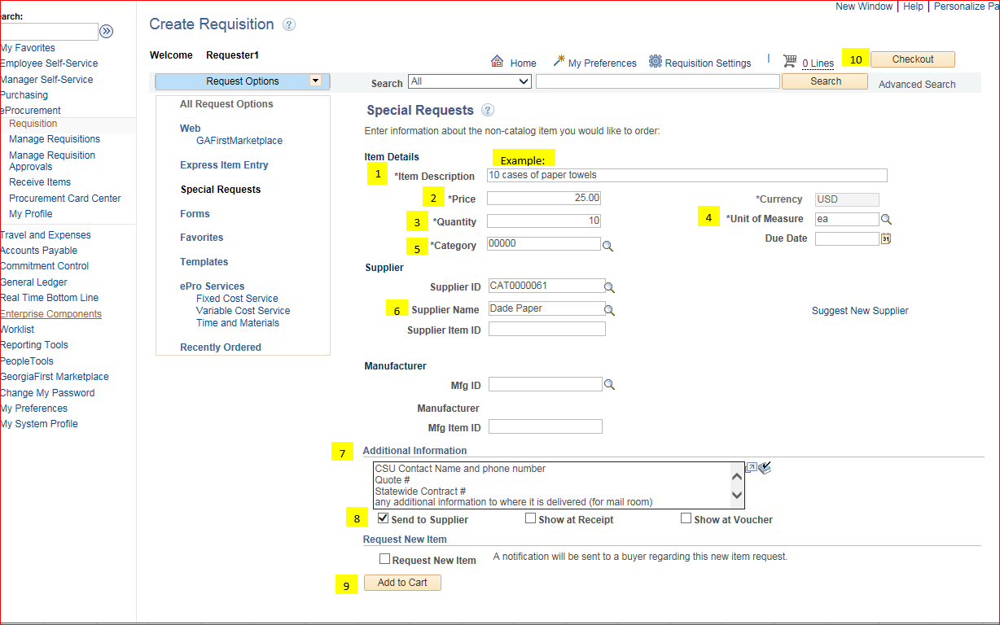 New Window | Help | Personalize Pa
earch:
My Favorites
Employee Self-Service
Manager Self-Service
Purchasing
eProcurement
Requisition
Manage Requisitions
Manage Requisition
Approvals
Receive Items
Procurement Card Center
My Profile
Travel and Expenses
Accounts Payable
Commitment Control
General Ledger
Real Time Bottom Line
Enterprise Components
Worklist
Reporting Tools
PeopleTools
GeorgiaFirst Marketplace
Change My Password
My Preferences
My System Profile
Create Requisition ?
Welcome Requester1
Home My Preferences Requisition Settings | 0 Lines 10 Checkout
Request Options
Search All Search Advanced Search
All Request Options
Web
GAFirstMarketplace
Express Item Entry
Special Requests
Forms
Favorites
Templates
ePro Services
Fixed Cost Service
Variable Cost Service
Time and Materials
Recently Ordered
Special Requests ?
Enter information about the non-catalog item you would like to order:
Item Details Example:
1 *Item Description 10 cases of paper towels
2 *Price 25.00 *Currency USD
3 *Quantity 10 4 *Unit of Measure ea
5 *Category 00000 Due Date 31
Supplier
Supplier ID CAT0000061
6 Supplier Name Dade Paper Suggest New Supplier
Supplier Item ID
Manufacturer
Mfg ID
Manufacturer
Mfg Item ID
7 Additional Information
CSU Contact Name and phone number
Quote #
Statewide Contract #
any additional information to where it is delivered (for mail room)
8 Send to Supplier Show at Receipt Show at Voucher
Request New Item
Request New Item A notification will be sent to a buyer regarding this new item request.
9 Add to Cart